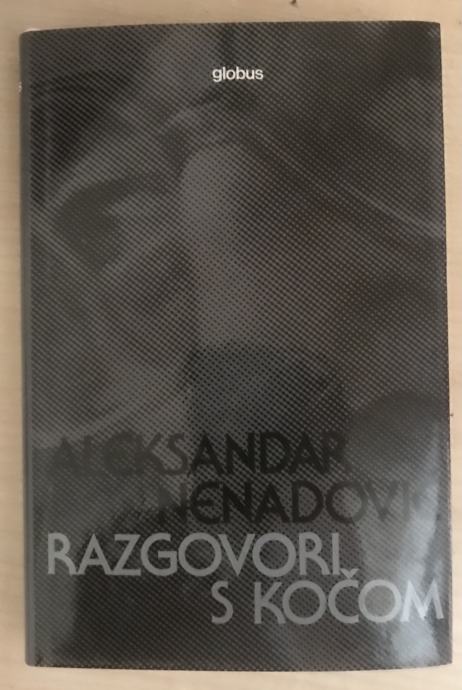 globus
ALEKSANDAR
NENADOVIĆ
RAZGOVORI
S KOČOM